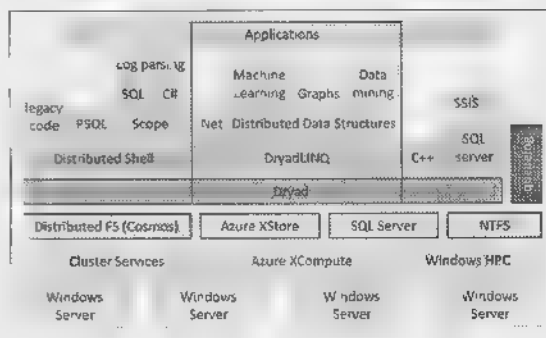 Applications
Log parsing
Machine Data
SQL C# Learning Graphs mining
SSIS
legacy
code PSQL Scope .Net Distributed Data Structures
SQL
Distributed Shell DryadLINQ C++ server
Dryad
Distributed FS (Cosmos) Azure XStore SQL Server NTFS
Cluster Services Azure XCompute Windows HPC
Windows Windows Windows Windows
Server Server Server Server